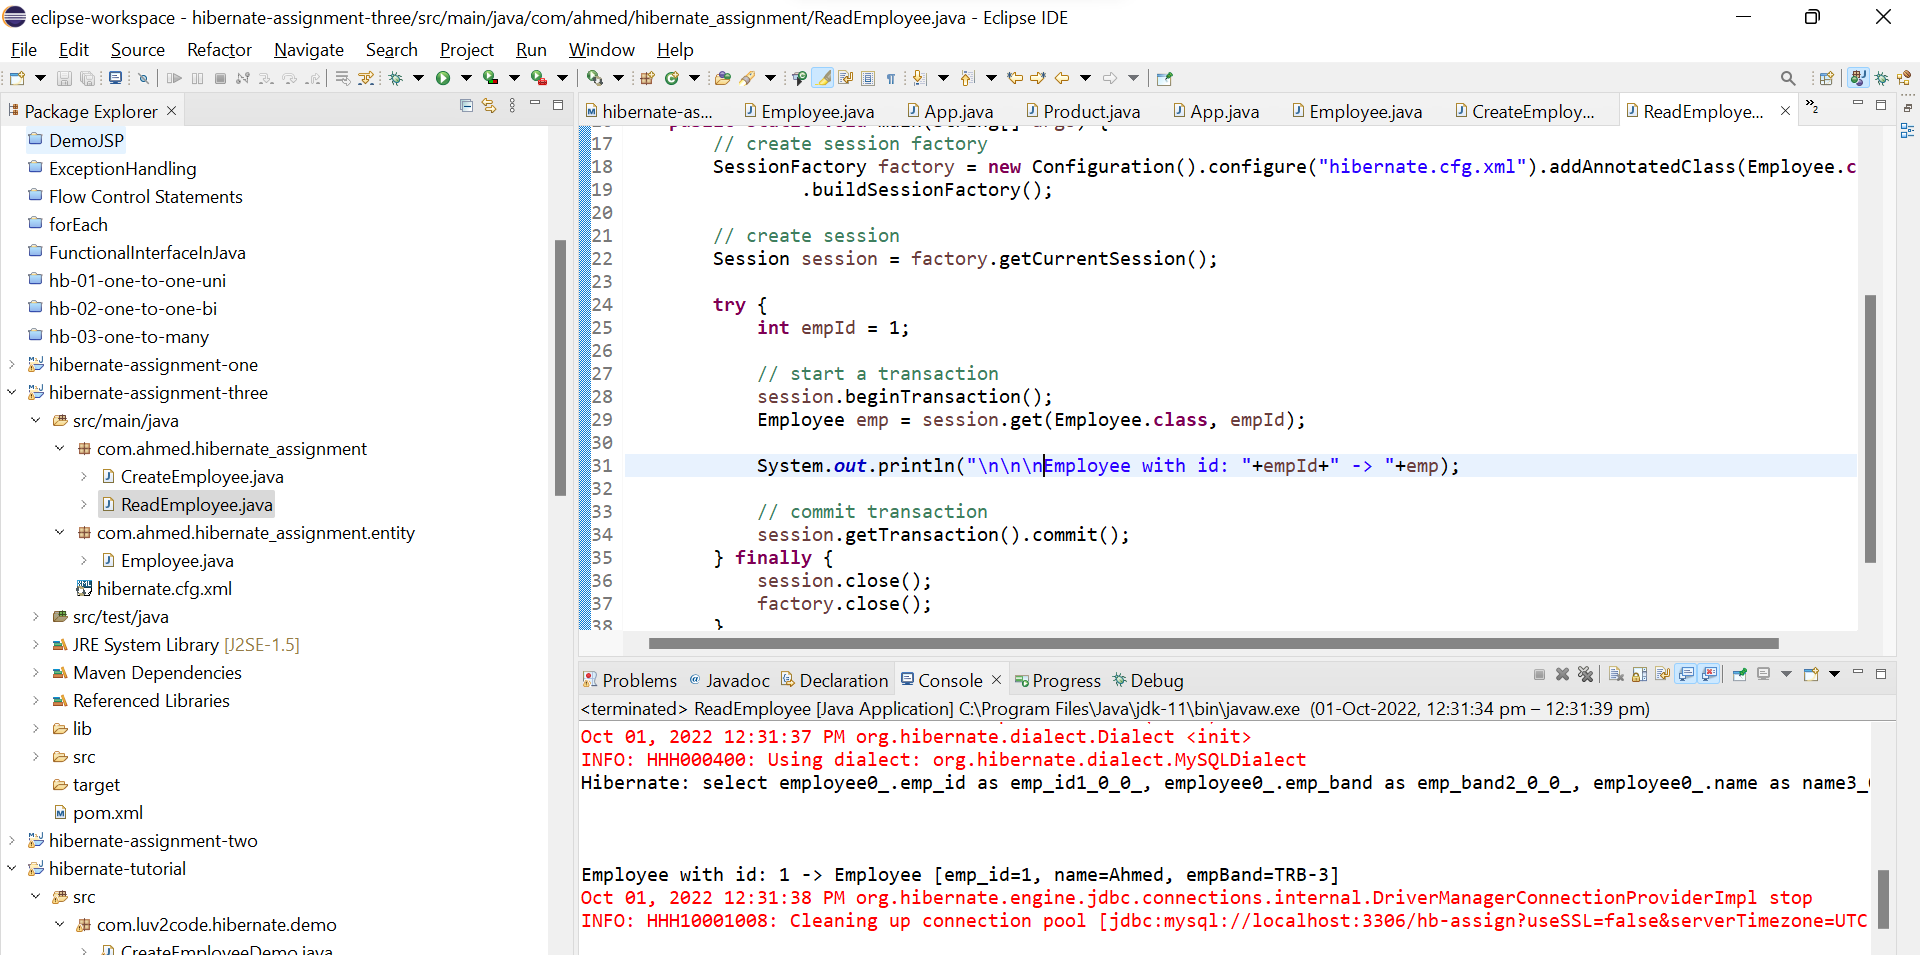 eclipse-workspace - hibernate-assignment-three/src/main/java/com/ahmed/hibernate_assignment/ReadEmployee.java - Eclipse IDE
File Edit Source Refactor Navigate Search Project Run Window Help
Package Explorer
DemoJSP
ExceptionHandling
Flow Control Statements
forEach
FunctionalInterfaceInJava
hb-01-one-to-one-uni
hb-02-one-to-one-bi
hb-03-one-to-many
hibernate-assignment-one
hibernate-assignment-three
src/main/java
com.ahmed.hibernate_assignment
CreateEmployee.java
ReadEmployee.java
com.ahmed.hibernate_assignment.entity
Employee.java
hibernate.cfg.xml
src/test/java
JRE System Library [J2SE-1.5]
Maven Dependencies
Referenced Libraries
lib
src
target
pom.xml
hibernate-assignment-two
hibernate-tutorial
src
com.luv2code.hibernate.demo
CreateEmployeeDemo.java
hibernate-as... Employee.java App.java Product.java App.java Employee.java CreateEmploy... ReadEmploye... »2
16 public static void main(String[] args) {
17 // create session factory
18 SessionFactory factory = new Configuration().configure("hibernate.cfg.xml").addAnnotatedClass(Employee.c
19 .buildSessionFactory();
20
21 // create session
22 Session session = factory.getCurrentSession();
23
24 try {
25 int empId = 1;
26
27 // start a transaction
28 session.beginTransaction();
29 Employee emp = session.get(Employee.class, empId);
30
31 System.out.println("\n\n\nEmployee with id: "+empId+" -> "+emp);
32
33 // commit transaction
34 session.getTransaction().commit();
35 } finally {
36 session.close();
37 factory.close();
38 }
Problems @ Javadoc Declaration Console Progress Debug
<terminated> ReadEmployee [Java Application] C:\Program Files\Java\jdk-11\bin\javaw.exe (01-Oct-2022, 12:31:34 pm – 12:31:39 pm)
Oct 01, 2022 12:31:37 PM org.hibernate.dialect.Dialect <init>
INFO: HHH000400: Using dialect: org.hibernate.dialect.MySQLDialect
Hibernate: select employee0_.emp_id as emp_id1_0_0_, employee0_.emp_band as emp_band2_0_0_, employee0_.name as name3_
Employee with id: 1 -> Employee [emp_id=1, name=Ahmed, empBand=TRB-3]
Oct 01, 2022 12:31:38 PM org.hibernate.engine.jdbc.connections.internal.DriverManagerConnectionProviderImpl stop
INFO: HHH10001008: Cleaning up connection pool [jdbc:mysql://localhost:3306/hb-assign?useSSL=false&serverTimezone=UTC